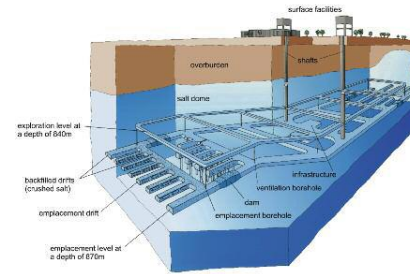 surface facilities
overburden
shafts
salt dome
exploration level at
a depth of 840m
backfilled drifts
(crushed salt)
infrastructure
ventilation borehole
emplacement drift
dam
emplacement borehole
emplacement level at
a depth of 870m